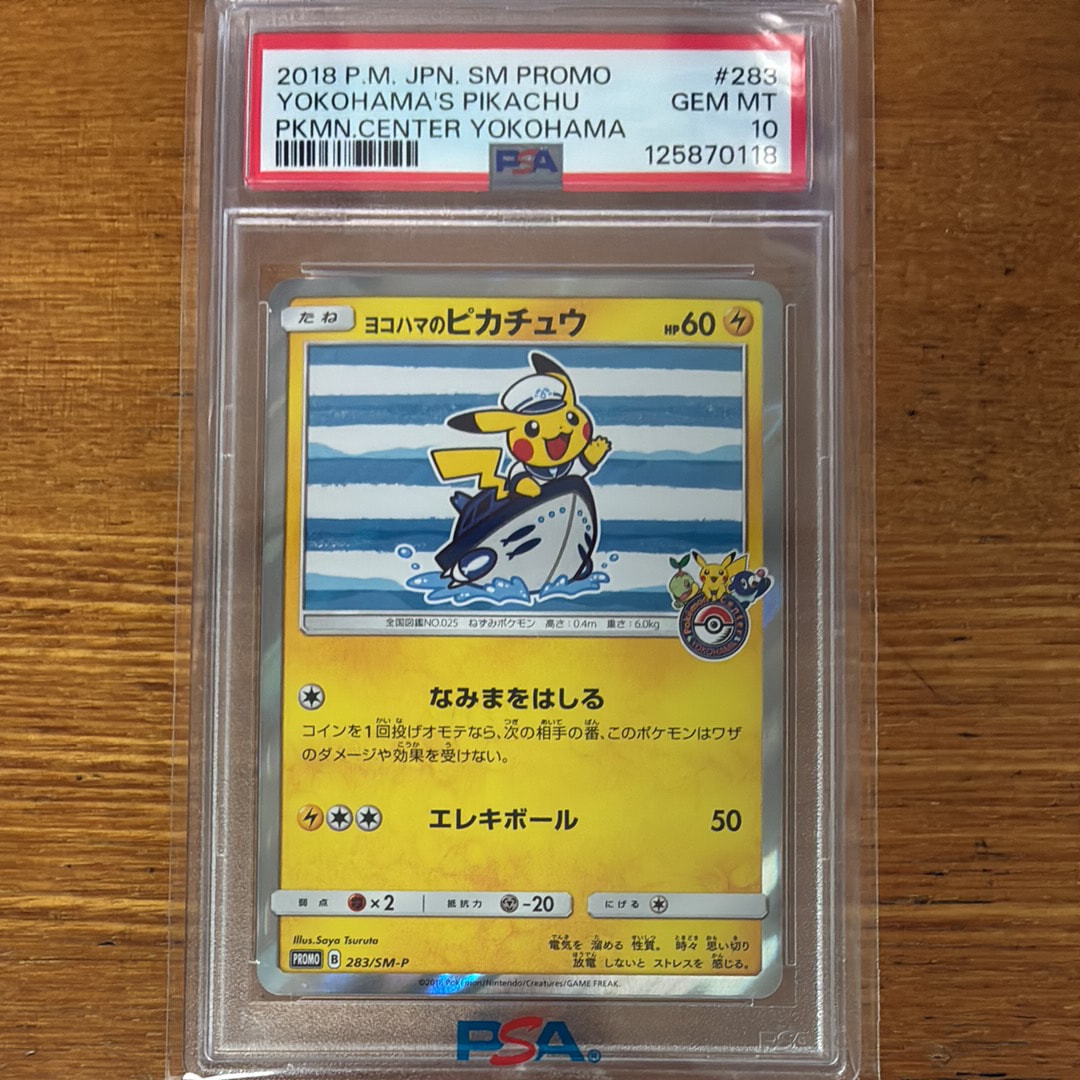 2018 P.M. JPN. SM PROMO #283
YOKOHAMA'S PIKACHU GEM MT
PKMN.CENTER YOKOHAMA 10
PSA 125870118
たね ヨコハマのピカチュウ HP60
全国図鑑NO.025 ねずみポケモン 高さ:0.4m 重さ:6.0kg
YOKOHAMA
なみまをはしる
コインを1回投げオモテなら、次の相手の番、このポケモンはワザ
のダメージや効果を受けない。
エレキボール 50
弱点 ×2 抵抗力 -20 にげる
Illus.Saya Tsuruta
電気を 溜める 性質。 時々 思い切り
放電 しないと ストレスを 感じる。
PROMO B 283/SM-P
©2018 Pokémon/Nintendo/Creatures/GAME FREAK.
PSA®